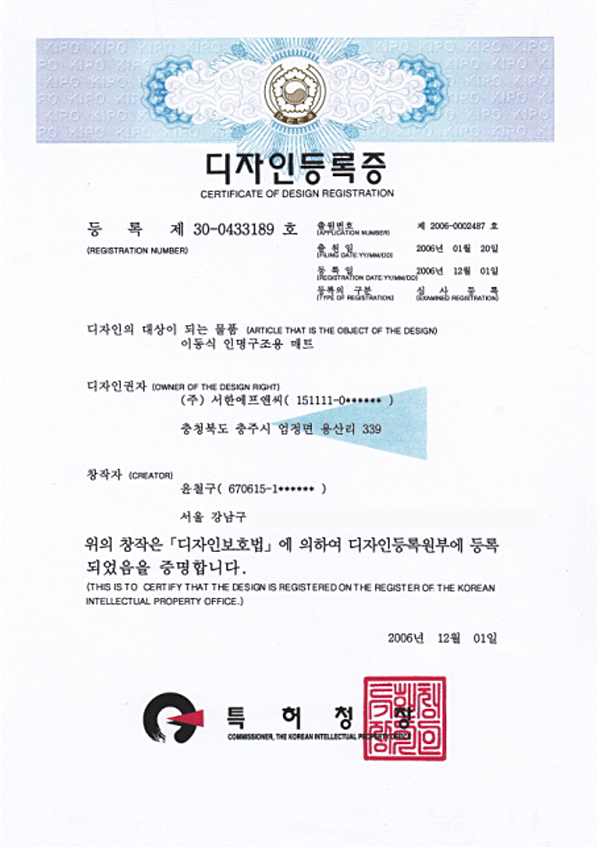 디자인등록증
CERTIFICATE OF DESIGN REGISTRATION
등 록 제 30-0433189 호
(REGISTRATION NUMBER)
출원번호 제 2006-0002487 호
(APPLICATION NUMBER)
출 원 일 2006년 01월 20일
(FILING DATE:YY/MM/DD)
등 록 일 2006년 12월 01일
(REGISTRATION DATE:YY/MM/DD)
등록의 구분 심 사 등 록
(TYPE OF REGISTRATION) (EXAMINED REGISTRATION)
디자인의 대상이 되는 물품 (ARTICLE THAT IS THE OBJECT OF THE DESIGN)
이동식 인명구조용 매트
디자인권자 (OWNER OF THE DESIGN RIGHT)
(주) 서한에프앤씨( 151111-0****** )
충청북도 충주시 엄정면 용산리 339
창작자 (CREATOR)
윤철구( 670615-1****** )
서울 강남구
위의 창작은 「디자인보호법」 에 의하여 디자인등록원부에 등록
되었음을 증명합니다.
(THIS IS TO CERTIFY THAT THE DESIGN IS REGISTERED ON THE REGISTER OF THE KOREAN
INTELLECTUAL PROPERTY OFFICE.)
2006년 12월 01일
특 허 청 장
COMMISSIONER, THE KOREAN INTELLECTUAL PROPERTY OFFICE